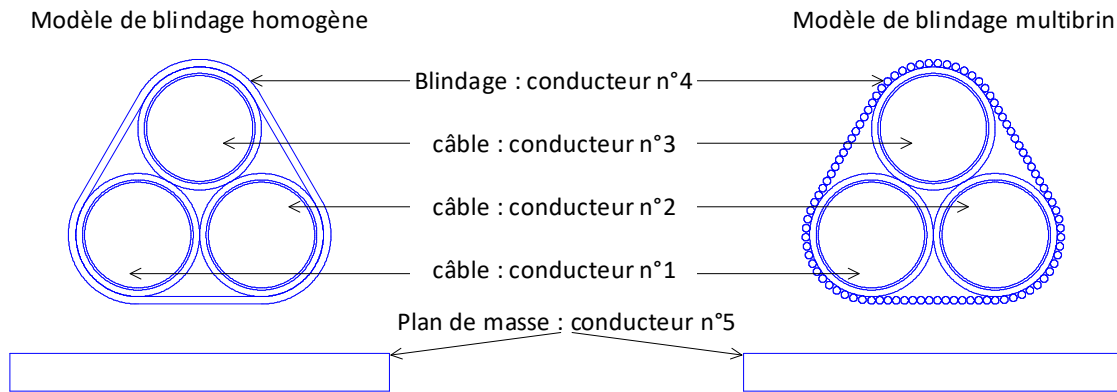 Modèle de blindage homogène
Modèle de blindage multibrin
Blindage : conducteur n°4
câble : conducteur n°3
câble : conducteur n°2
câble : conducteur n°1
Plan de masse : conducteur n°5